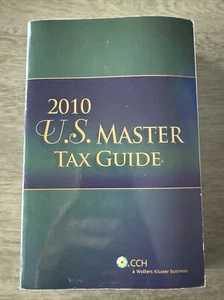 2010
U.S. MASTER
TAX GUIDE®
CCH
a Wolters Kluwer business